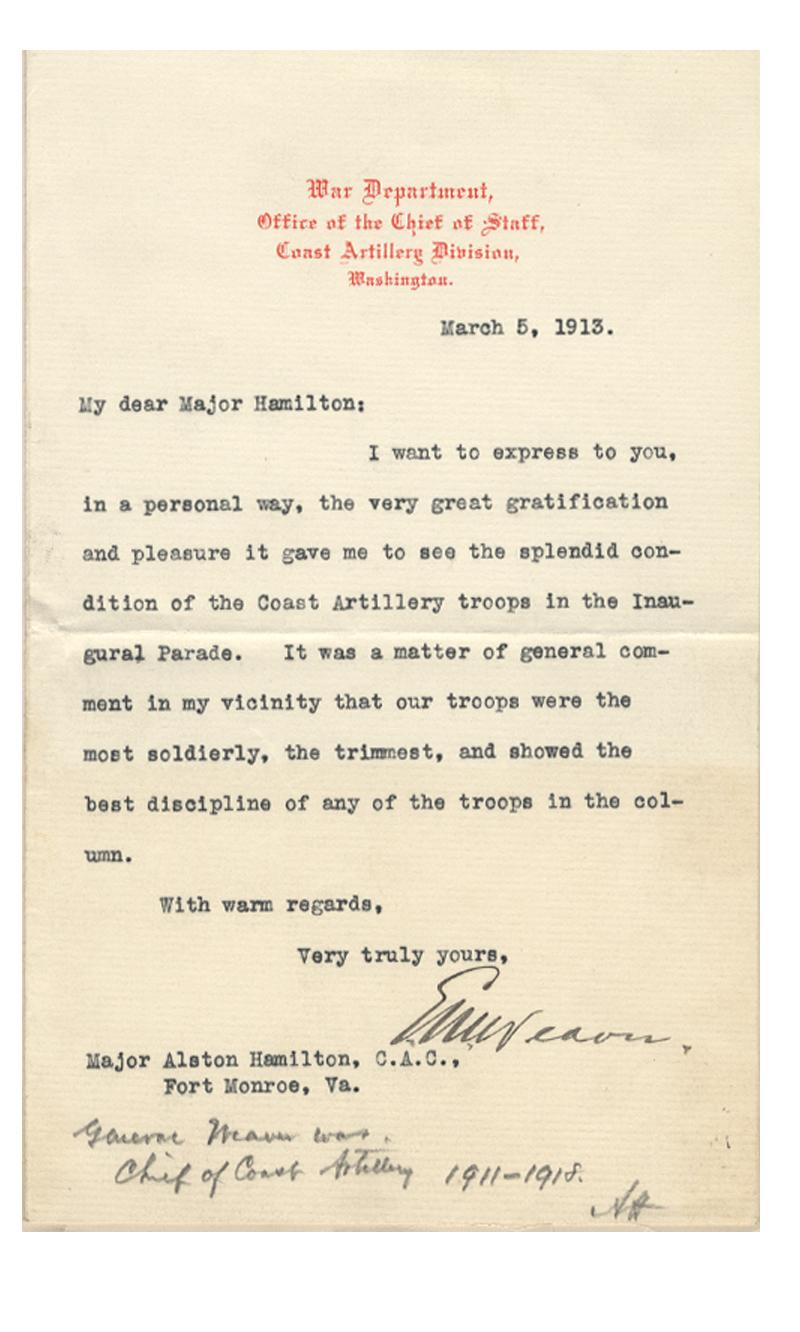 War Department,
Office of the Chief of Staff,
Coast Artillery Division,
Washington.
March 5, 1913.
My dear Major Hamilton:
I want to express to you,
in a personal way, the very great gratification
and pleasure it gave me to see the splendid con-
dition of the Coast Artillery troops in the Inau-
gural Parade. It was a matter of general com-
ment in my vicinity that our troops were the
most soldierly, the trimmest, and showed the
best discipline of any of the troops in the col-
umn.
With warm regards,
Very truly yours,
E.M. Weaver.
Major Alston Hamilton, C.A.C.,
Fort Monroe, Va.
General Weaver was
Chief of Coast Artillery 1911-1918.
AH